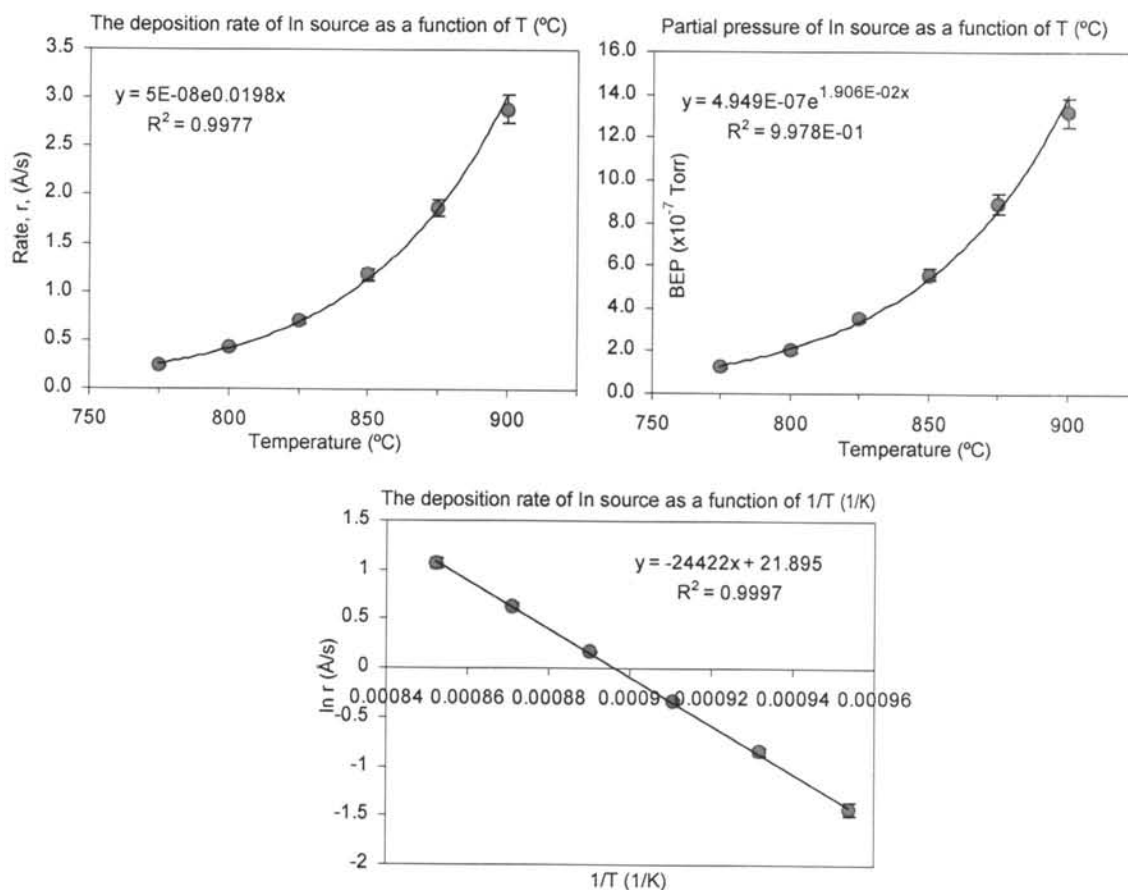 The deposition rate of In source as a function of T (ºC)
3.5
3.0
2.5
2.0
1.5
1.0
0.5
0.0
Rate, r, (Å/s)
y = 5E-08e0.0198x
R² = 0.9977
750
800
850
900
Temperature (ºC)
Partial pressure of In source as a function of T (ºC)
16.0
14.0
12.0
10.0
8.0
6.0
4.0
2.0
0.0
BEP (x10⁻⁷ Torr)
y = 4.949E-07e^1.906E-02x
R² = 9.978E-01
750
800
850
900
Temperature (ºC)
The deposition rate of In source as a function of 1/T (1/K)
1.5
1
0.5
0
-0.5
-1
-1.5
-2
ln r (Å/s)
y = -24422x + 21.895
R² = 0.9997
0.00084 0.00086 0.00088 0.0009 0.00092 0.00094 0.00096
1/T (1/K)